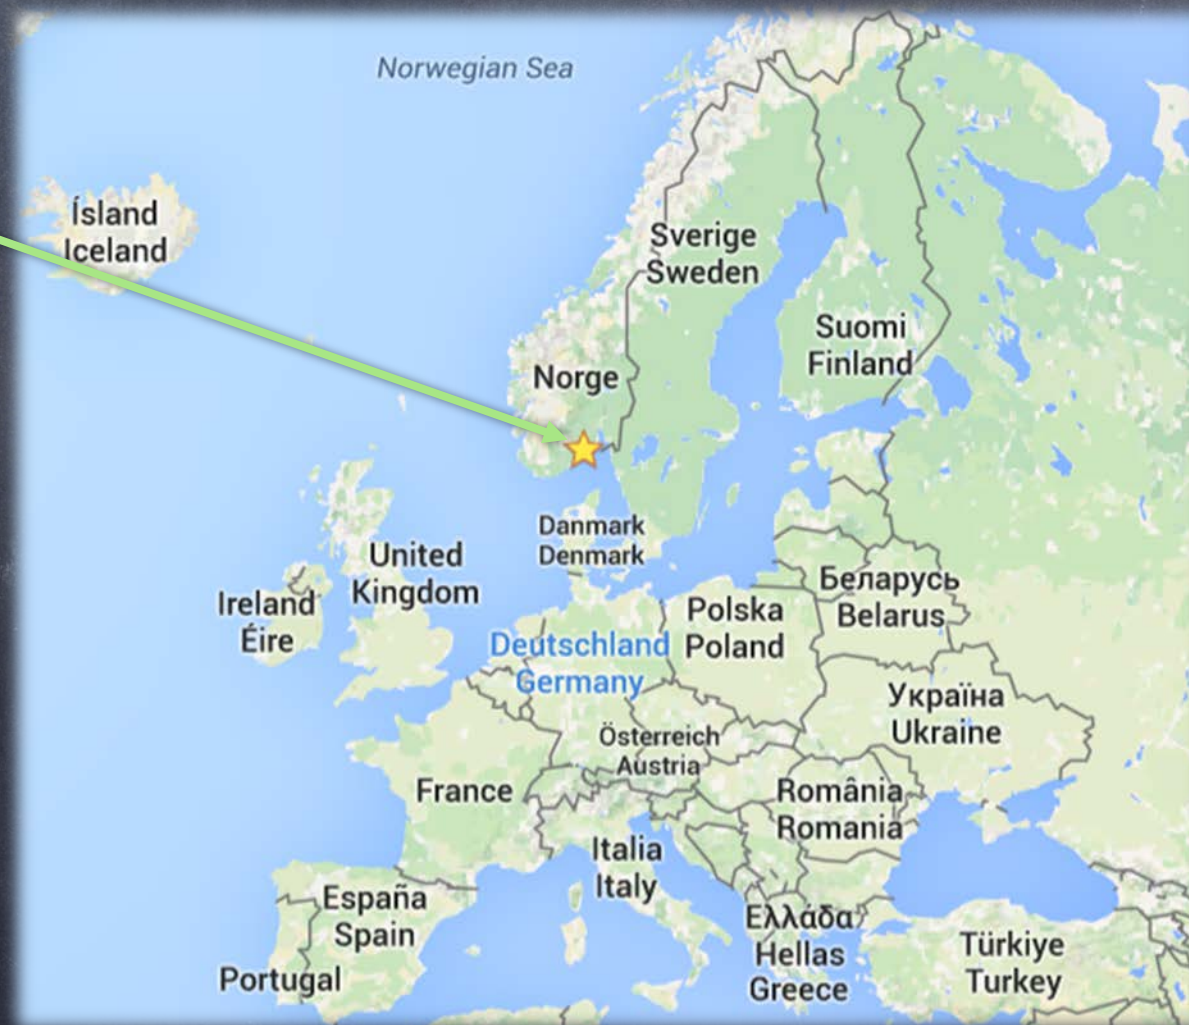 Norwegian Sea
Ísland
Iceland
Sverige
Sweden
Suomi
Finland
Norge
Danmark
Denmark
United
Kingdom
Ireland
Éire
Беларусь
Belarus
Polska
Poland
Deutschland
Germany
Україна
Ukraine
Österreich
Austria
France
România
Romania
Italia
Italy
España
Spain
Portugal
Ελλάδα
Hellas
Greece
Türkiye
Turkey